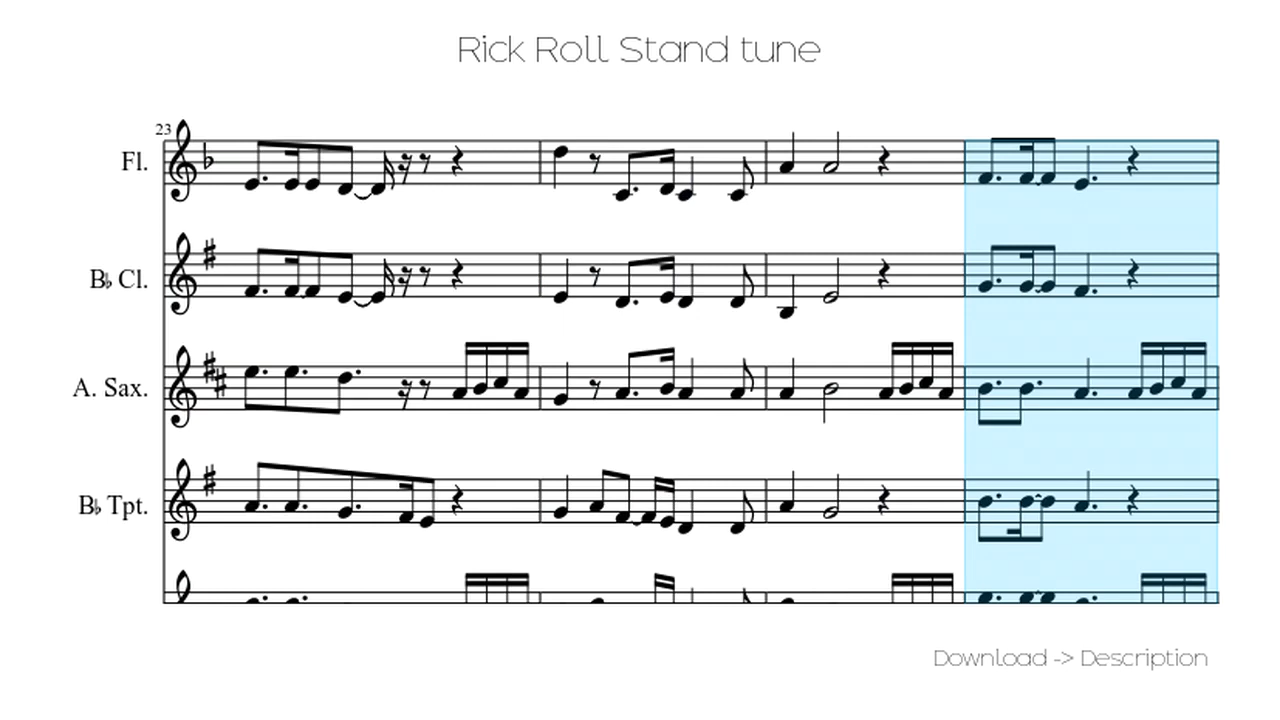 Rick Roll Stand tune
23
Fl.
B♭ Cl.
A. Sax.
B♭ Tpt.
Download -> Description